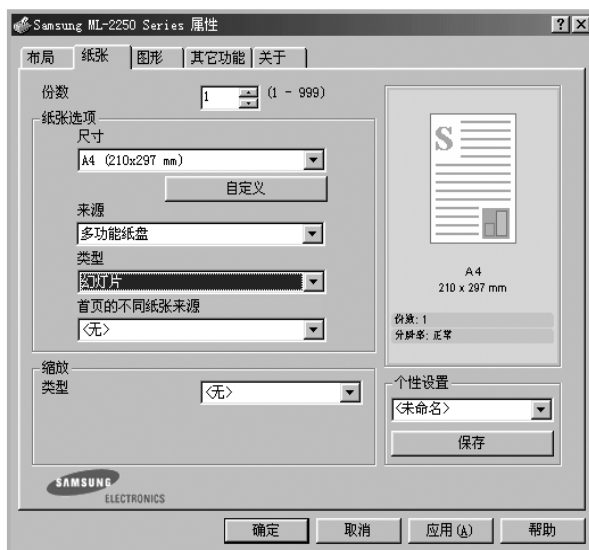 Samsung ML-2250 Series 属性
布局 纸张 图形 其它功能 关于
份数 1 (1 - 999)
纸张选项
尺寸
A4 (210x297 mm)
自定义
来源
多功能纸盘
类型
幻灯片
首页的不同纸张来源
<无>
缩放
类型 <无>
S
A4
210 x 297 mm
份数: 1
分辨率: 正常
个性设置
<未命名>
保存
SAMSUNG
ELECTRONICS
确定 取消 应用(A) 帮助